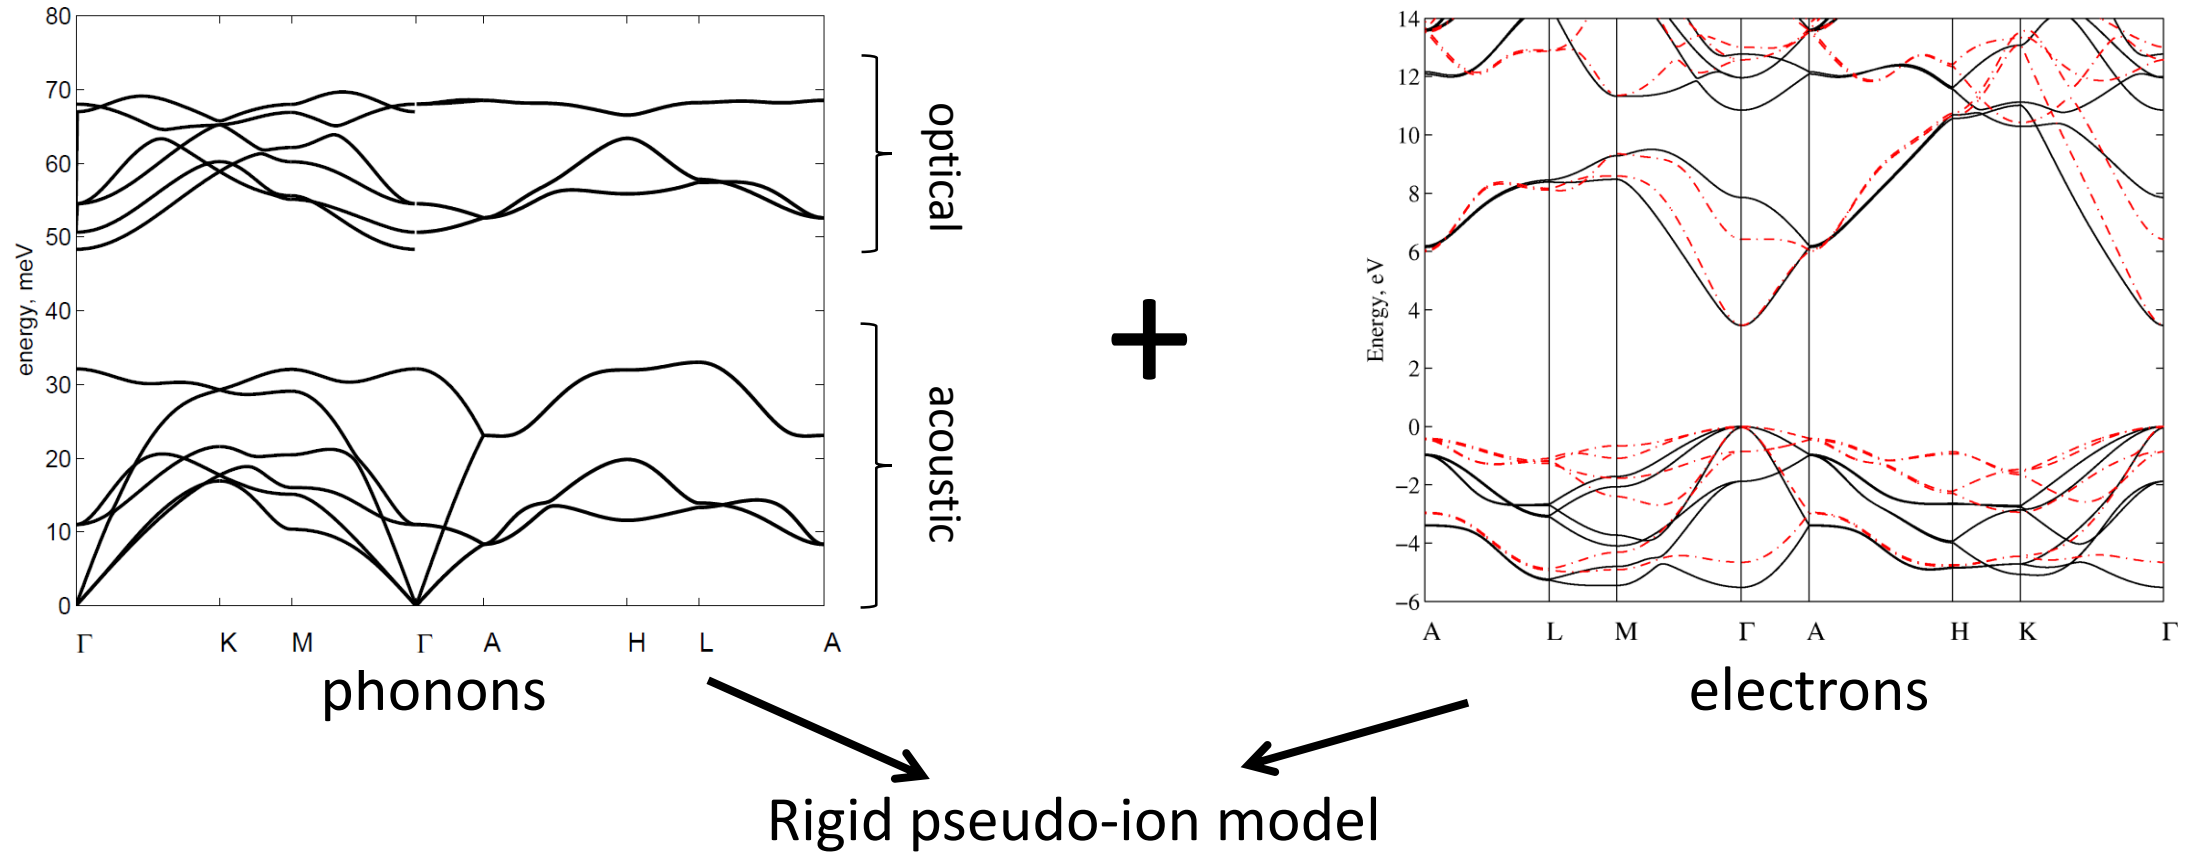 80
70
60
50
40
30
20
10
0
energy, meV
Γ K M Γ A H L A
optical
acoustic
phonons
+
14
12
10
8
6
4
2
0
−2
−4
−6
Energy, eV
A L M Γ A H K Γ
electrons
Rigid pseudo-ion model